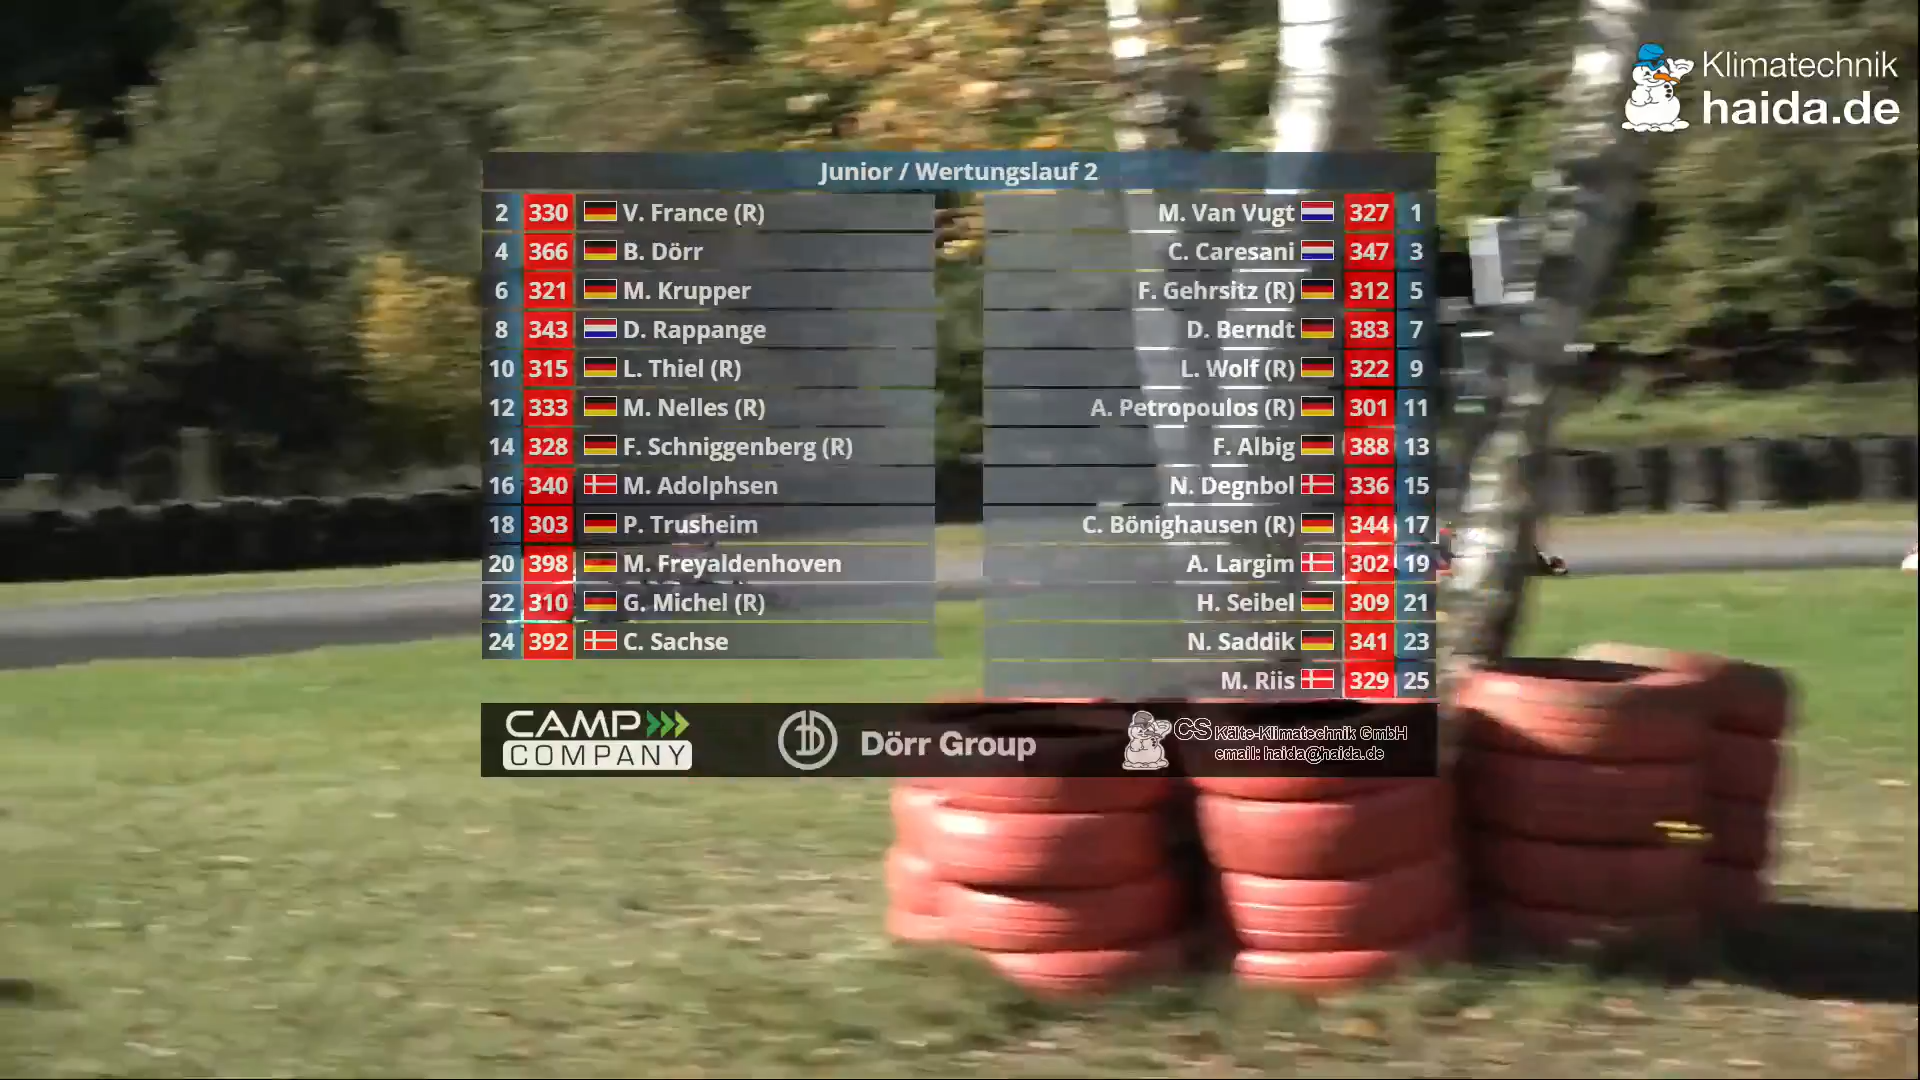 Klimatechnik
haida.de
Junior / Wertungslauf 2
2 330 V. France (R) M. Van Vugt 327 1
4 366 B. Dörr C. Caresani 347 3
6 321 M. Krupper F. Gehrsitz (R) 312 5
8 343 D. Rappange D. Berndt 383 7
10 315 L. Thiel (R) L. Wolf (R) 322 9
12 333 M. Nelles (R) A. Petropoulos (R) 301 11
14 328 F. Schniggenberg (R) F. Albig 388 13
16 340 M. Adolphsen N. Degnbol 336 15
18 303 P. Trusheim C. Bönighausen (R) 344 17
20 398 M. Freyaldenhoven A. Largim 302 19
22 310 G. Michel (R) H. Seibel 309 21
24 392 C. Sachse N. Saddik 341 23
M. Riis 329 25
CAMP
COMPANY
Dörr Group
CS Kälte-Klimatechnik GmbH
email: haida@haida.de